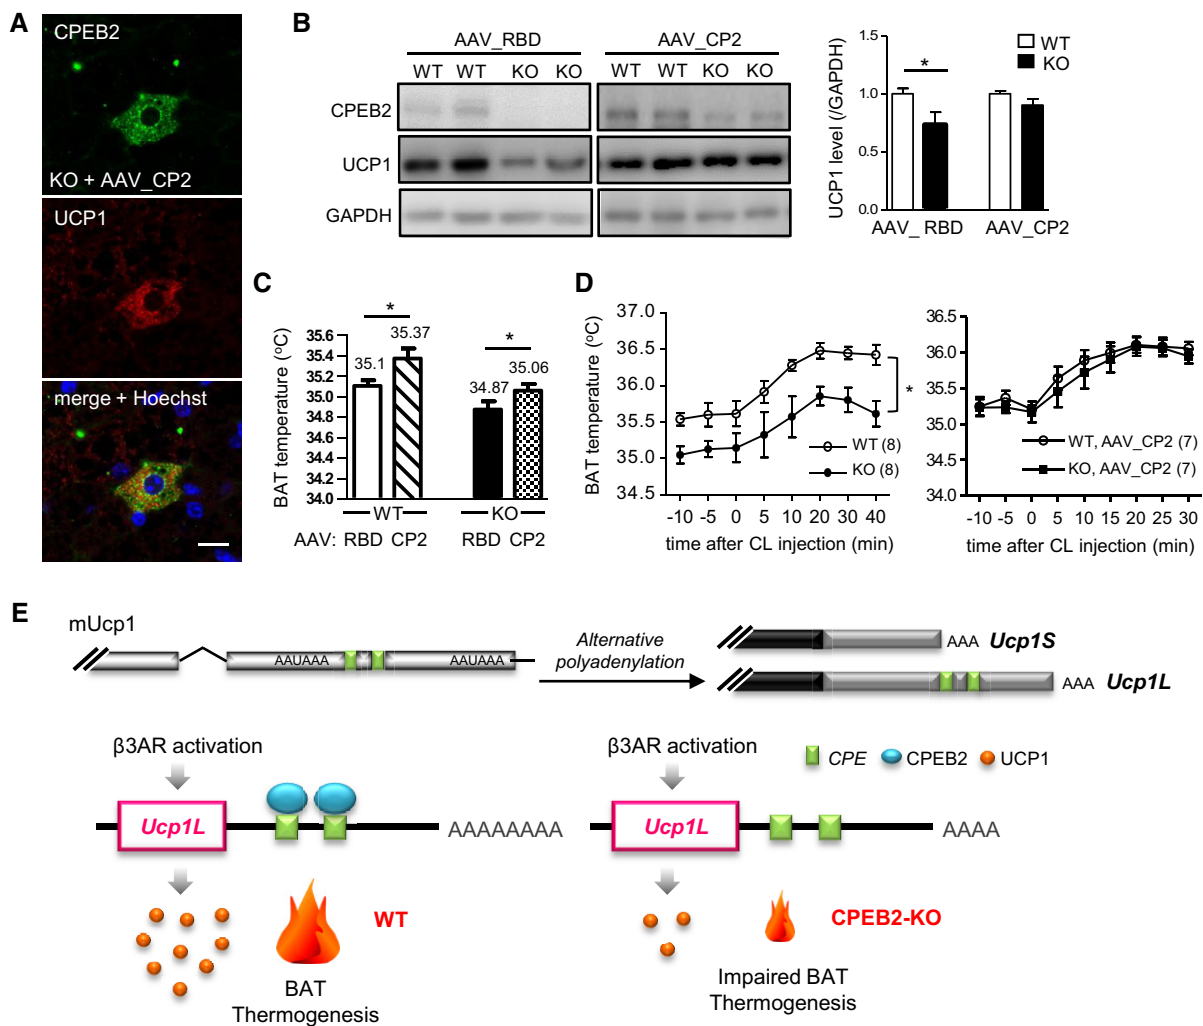 A
CPEB2
KO + AAV_CP2
UCP1
merge + Hoechst
B
AAV_RBD
AAV_CP2
WT WT KO KO
WT WT KO KO
CPEB2
UCP1
GAPDH
UCP1 level (/GAPDH)
1.5
1.0
0.5
0.0
*
WT
KO
AAV_ RBD
AAV_CP2
C
BAT temperature (oC)
35.6
35.4
35.2
35.0
34.8
34.6
34.4
34.2
34.0
*
35.1
35.37
*
34.87
35.06
WT
KO
AAV: RBD CP2
RBD CP2
D
BAT temperature (oC)
37.0
36.5
36.0
35.5
35.0
34.5
*
WT (8)
KO (8)
-10 -5 0 5 10 20 30 40
time after CL injection (min)
36.5
36.0
35.5
35.0
34.5
34.0
WT, AAV_CP2 (7)
KO, AAV_CP2 (7)
-10 -5 0 5 10 15 20 25 30
time after CL injection (min)
E
mUcp1
AAUAAA
AAUAAA
Alternative
polyadenylation
AAA Ucp1S
AAA Ucp1L
β3AR activation
Ucp1L
AAAAAAAA
WT
BAT
Thermogenesis
β3AR activation
CPE
CPEB2
UCP1
Ucp1L
AAAA
CPEB2-KO
Impaired BAT
Thermogenesis